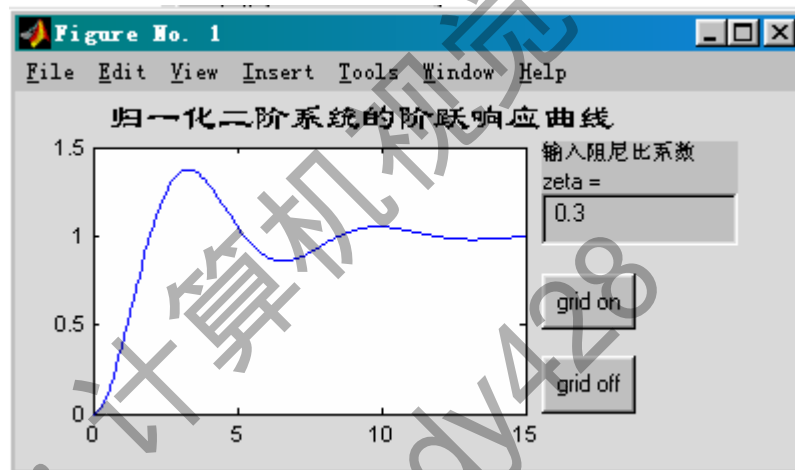 Figure No. 1
File Edit View Insert Tools Window Help
归一化二阶系统的阶跃响应曲线
输入阻尼比系数
zeta =
0.3
grid on
grid off
1.5
1
0.5
0
0 5 10 15
计算机视觉
dy428